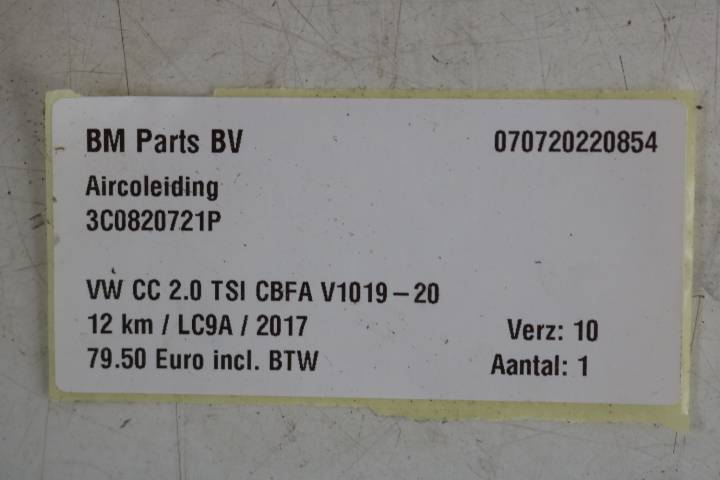 BM Parts BV 070720220854
Aircoleiding
3C0820721P
VW CC 2.0 TSI CBFA V1019-20
12 km / LC9A / 2017 Verz: 10
79.50 Euro incl. BTW Aantal: 1